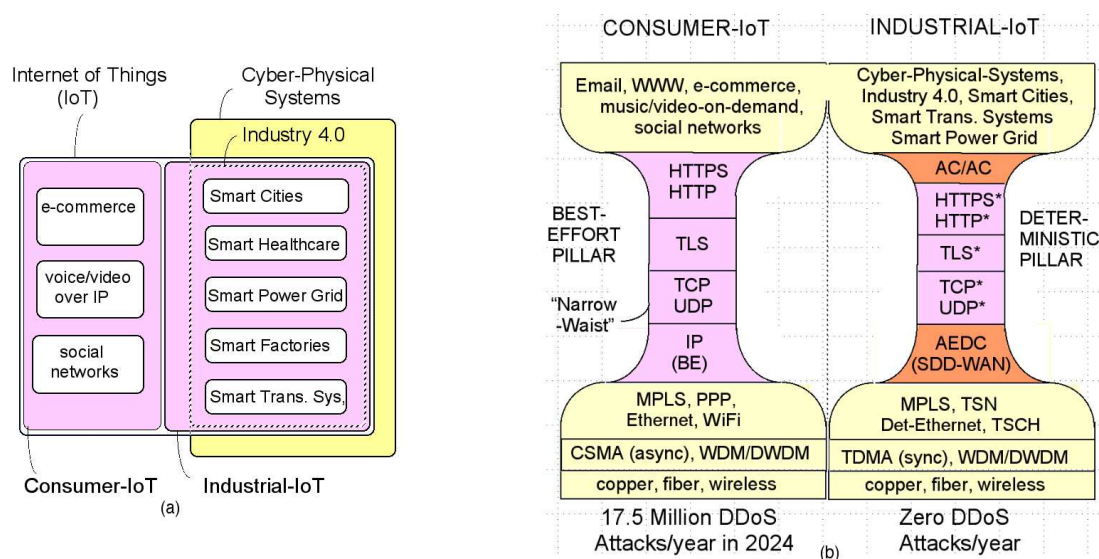 Internet of Things
(IoT)
Cyber-Physical
Systems
Industry 4.0
e-commerce
voice/video
over IP
social
networks
Smart Cities
Smart Healthcare
Smart Power Grid
Smart Factories
Smart Trans. Sys,
Consumer-IoT
Industrial-IoT
(a)
CONSUMER-IoT
Email, WWW, e-commerce,
music/video-on-demand,
social networks
HTTPS
HTTP
TLS
TCP
UDP
IP
(BE)
BEST-
EFFORT
PILLAR
“Narrow
-Waist”
MPLS, PPP,
Ethernet, WiFi
CSMA (async), WDM/DWDM
copper, fiber, wireless
17.5 Million DDoS
Attacks/year in 2024
INDUSTRIAL-IoT
Cyber-Physical-Systems,
Industry 4.0, Smart Cities,
Smart Trans. Systems
Smart Power Grid
AC/AC
HTTPS*
HTTP*
TLS*
TCP*
UDP*
AEDC
(SDD-WAN)
DETER-
MINISTIC
PILLAR
MPLS, TSN
Det-Ethernet, TSCH
TDMA (sync), WDM/DWDM
copper, fiber, wireless
Zero DDoS
Attacks/year
(b)